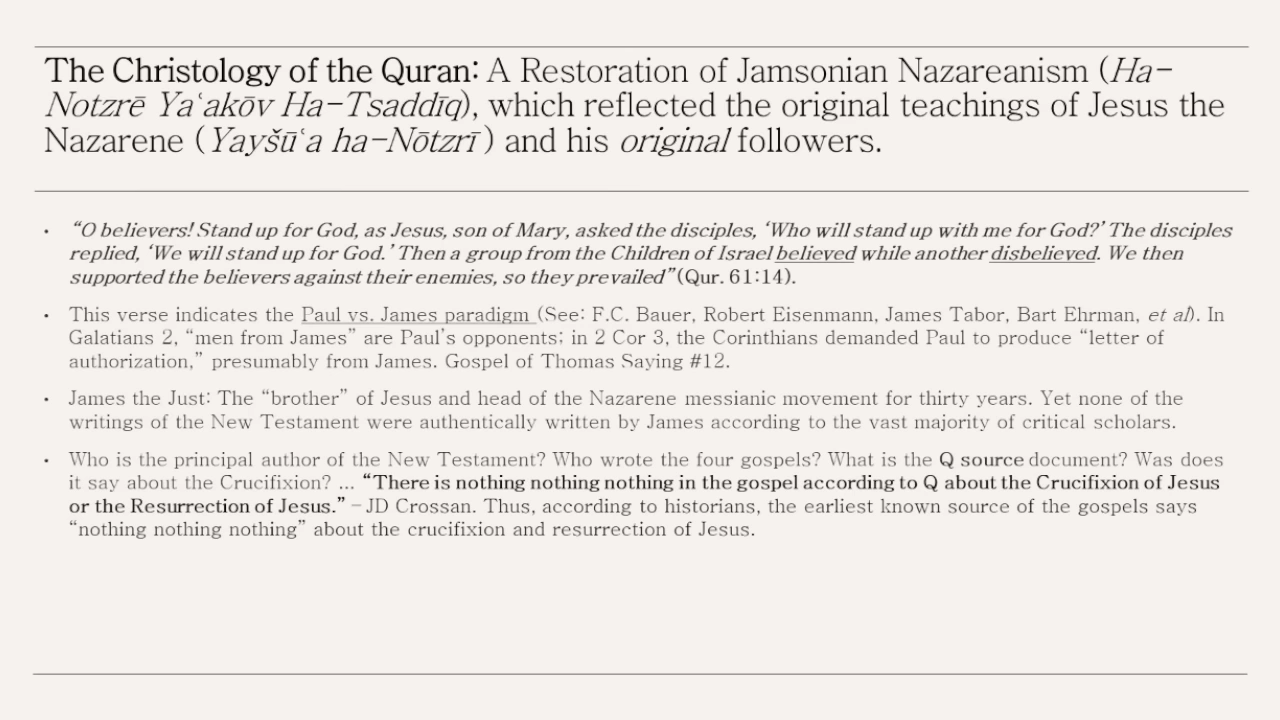 The Christology of the Quran: A Restoration of Jamsonian Nazareanism (Ha-
Notzrē Yaʿakōv Ha-Tsaddīq), which reflected the original teachings of Jesus the
Nazarene (Yayšūʿa ha-Nōtzrī ) and his original followers.
• “O believers! Stand up for God, as Jesus, son of Mary, asked the disciples, ‘Who will stand up with me for God?’ The disciples
replied, ‘We will stand up for God.’ Then a group from the Children of Israel believed while another disbelieved. We then
supported the believers against their enemies, so they prevailed” (Qur. 61:14).
• This verse indicates the Paul vs. James paradigm (See: F.C. Bauer, Robert Eisenmann, James Tabor, Bart Ehrman, et al). In
Galatians 2, “men from James” are Paul’s opponents; in 2 Cor 3, the Corinthians demanded Paul to produce “letter of
authorization,” presumably from James. Gospel of Thomas Saying #12.
• James the Just: The “brother” of Jesus and head of the Nazarene messianic movement for thirty years. Yet none of the
writings of the New Testament were authentically written by James according to the vast majority of critical scholars.
• Who is the principal author of the New Testament? Who wrote the four gospels? What is the Q source document? Was does
it say about the Crucifixion? ... “There is nothing nothing nothing in the gospel according to Q about the Crucifixion of Jesus
or the Resurrection of Jesus.” – JD Crossan. Thus, according to historians, the earliest known source of the gospels says
“nothing nothing nothing” about the crucifixion and resurrection of Jesus.